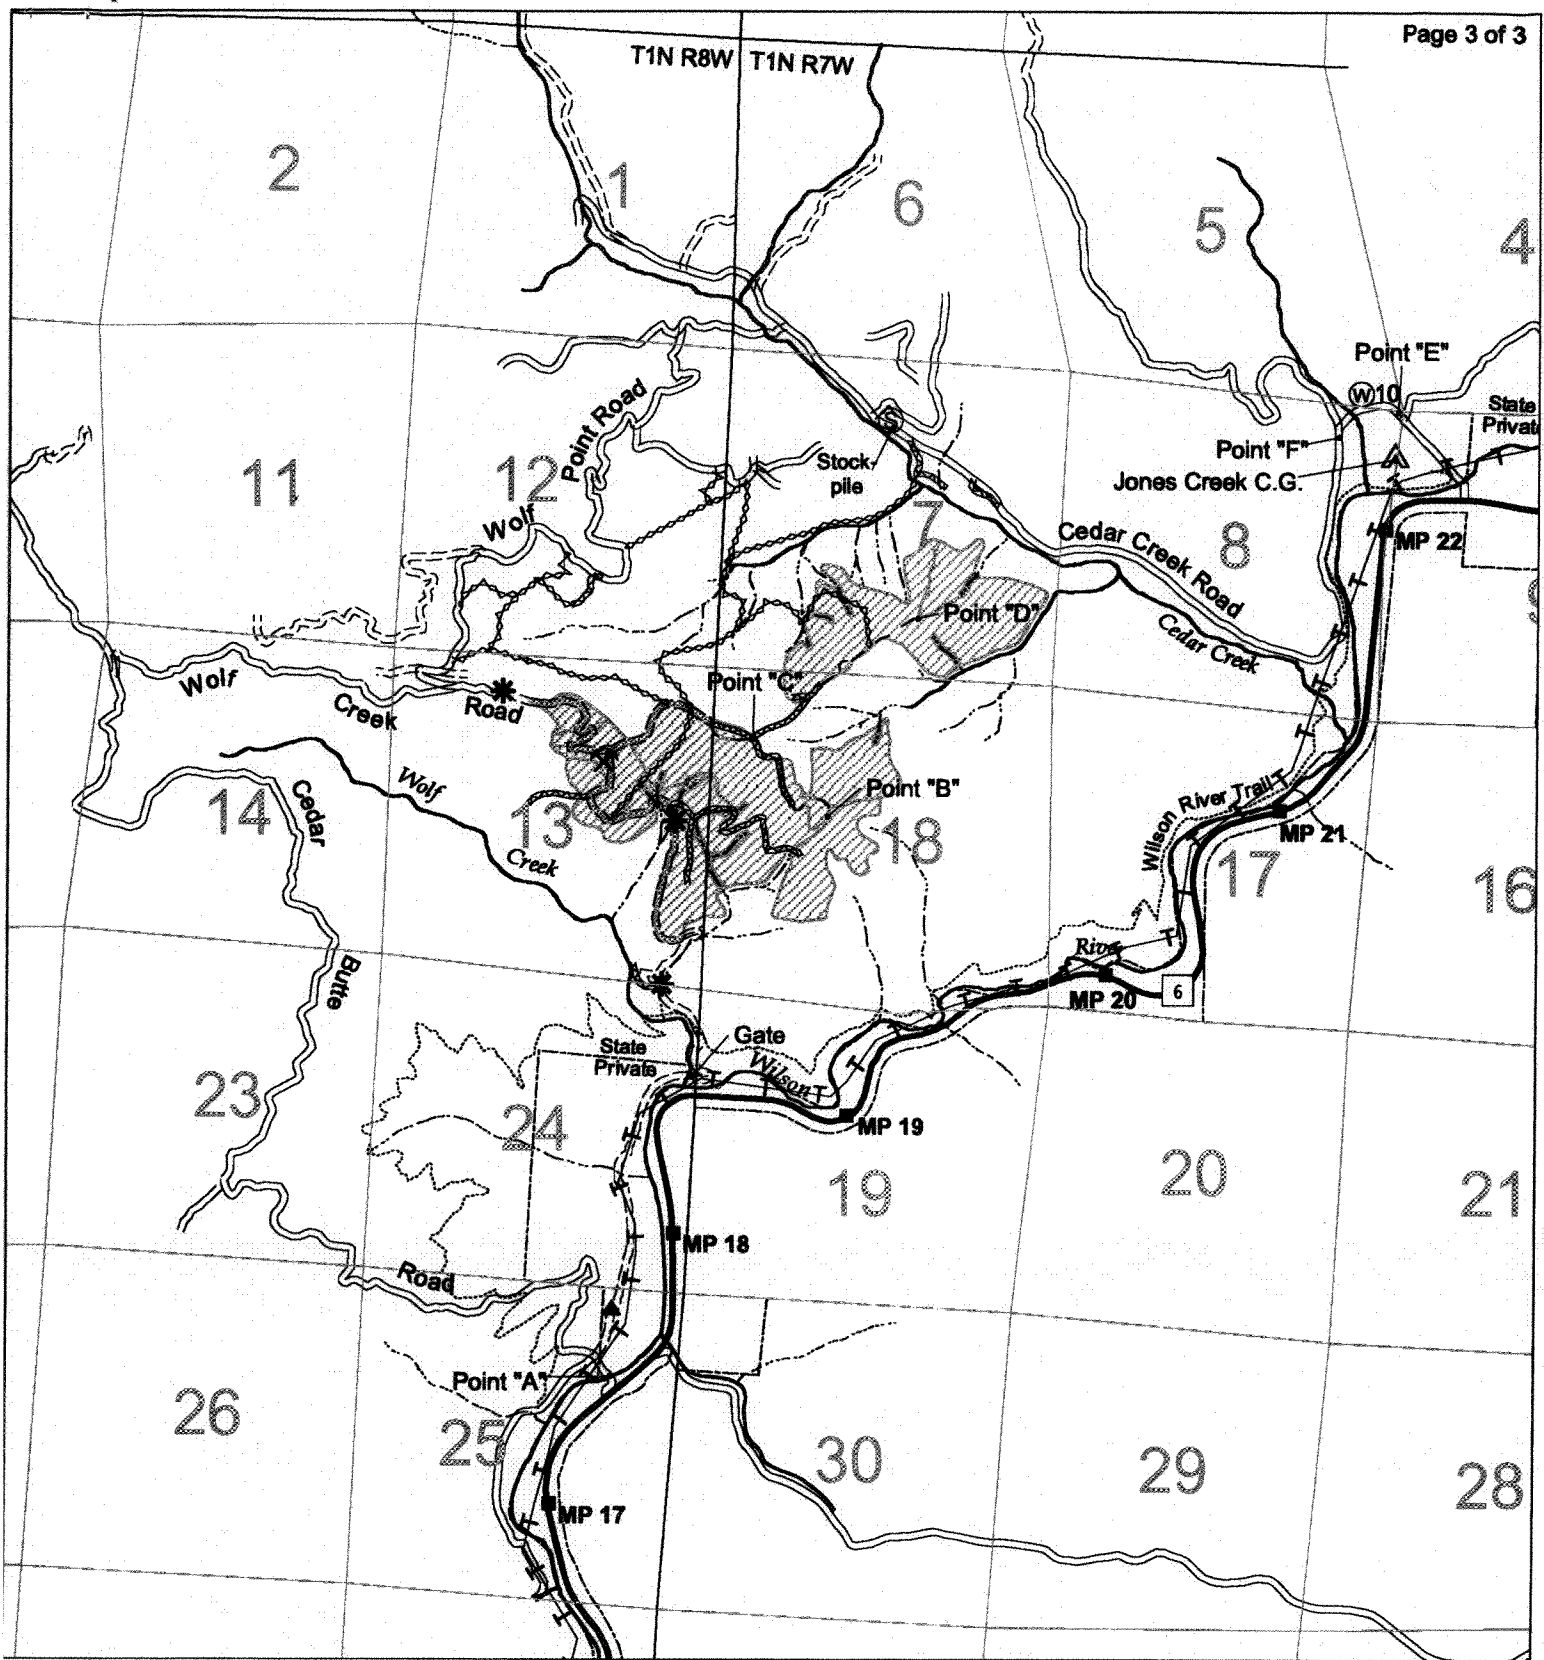 Page 3 of 3
T1N R8W
T1N R7W
2
1
6
5
4
Point "E"
W 10
State
Private
Point Road
11
12
Stock-
pile
S
Point "F"
Jones Creek C.G.
Wolf
7
Cedar Creek Road
8
MP 22
9
Point "D"
Cedar Creek
Wolf
Creek
Road
Point "C"
Wolf
Creek
14
Cedar
Butte
13
Point "B"
18
Wilson River Trail
MP 21
17
16
River
MP 20
6
Gate
State
Private
Wilson
23
24
MP 19
19
20
21
MP 18
Road
Point "A"
26
25
30
29
28
MP 17